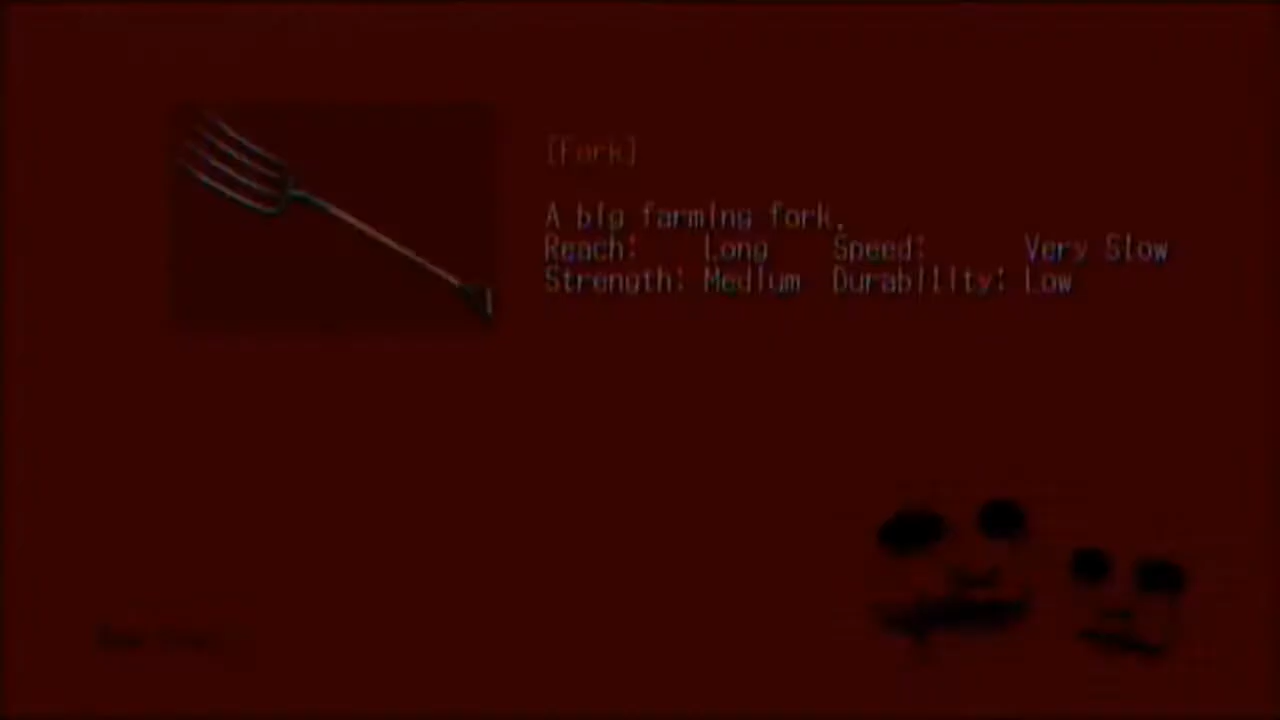 [Fork]
A big farming fork.
Reach: Long Speed: Very Slow
Strength: Medium Durability: Low